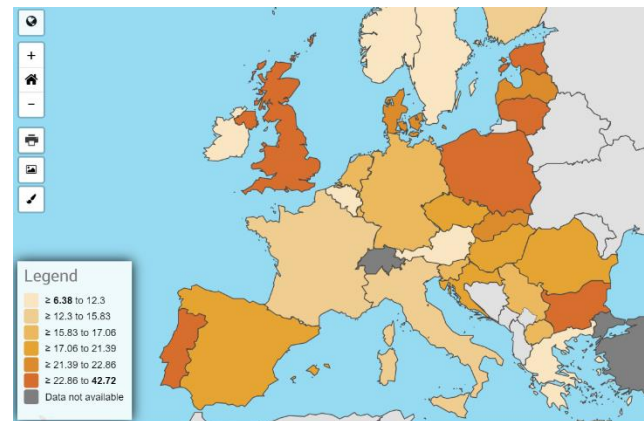 Legend
≥ 6.38 to 12.3
≥ 12.3 to 15.83
≥ 15.83 to 17.06
≥ 17.06 to 21.39
≥ 21.39 to 22.86
≥ 22.86 to 42.72
Data not available